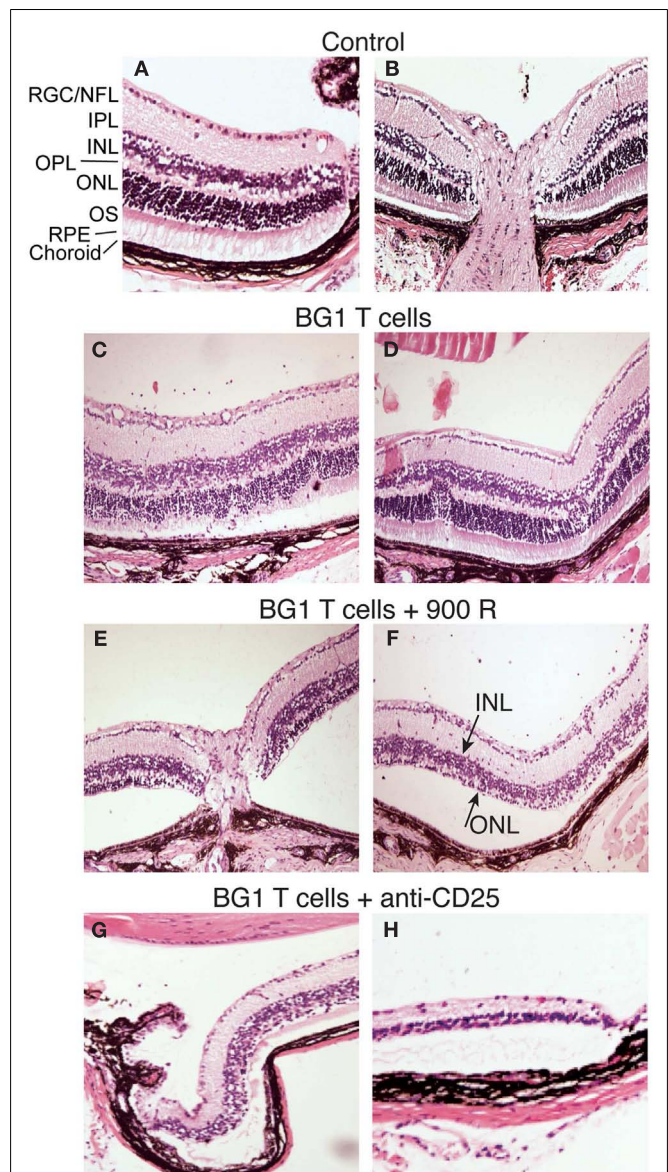 Control
A
B
RGC/NFL
IPL
INL
OPL
ONL
OS
RPE
Choroid
BG1 T cells
C
D
BG1 T cells + 900 R
E
F
INL
ONL
BG1 T cells + anti-CD25
G
H